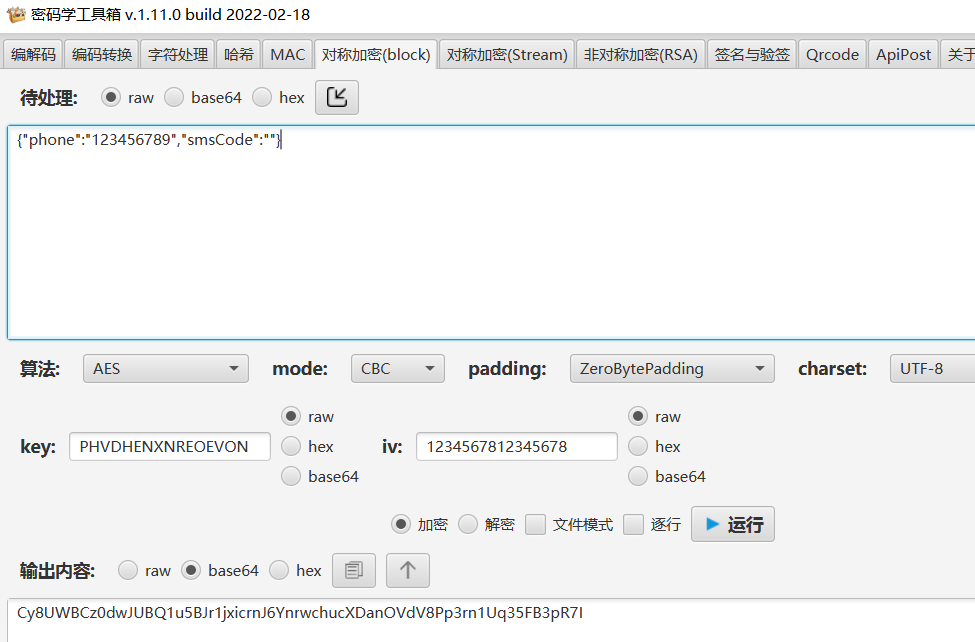 密码学工具箱 v.1.11.0 build 2022-02-18
编解码 编码转换 字符处理 哈希 MAC 对称加密(block) 对称加密(Stream) 非对称加密(RSA) 签名与验签 Qrcode ApiPost 关于
待处理: raw base64 hex
{"phone":"123456789","smsCode":""}
算法: AES mode: CBC padding: ZeroBytePadding charset: UTF-8
raw raw
key: PHVDHENXNREOEVON hex iv: 1234567812345678 hex
base64 base64
加密 解密 文件模式 逐行 运行
输出内容: raw base64 hex
Cy8UWBCz0dwJUBQ1u5BJr1jxicrnJ6YnrwchucXDanOVdV8Pp3rn1Uq35FB3pR7I